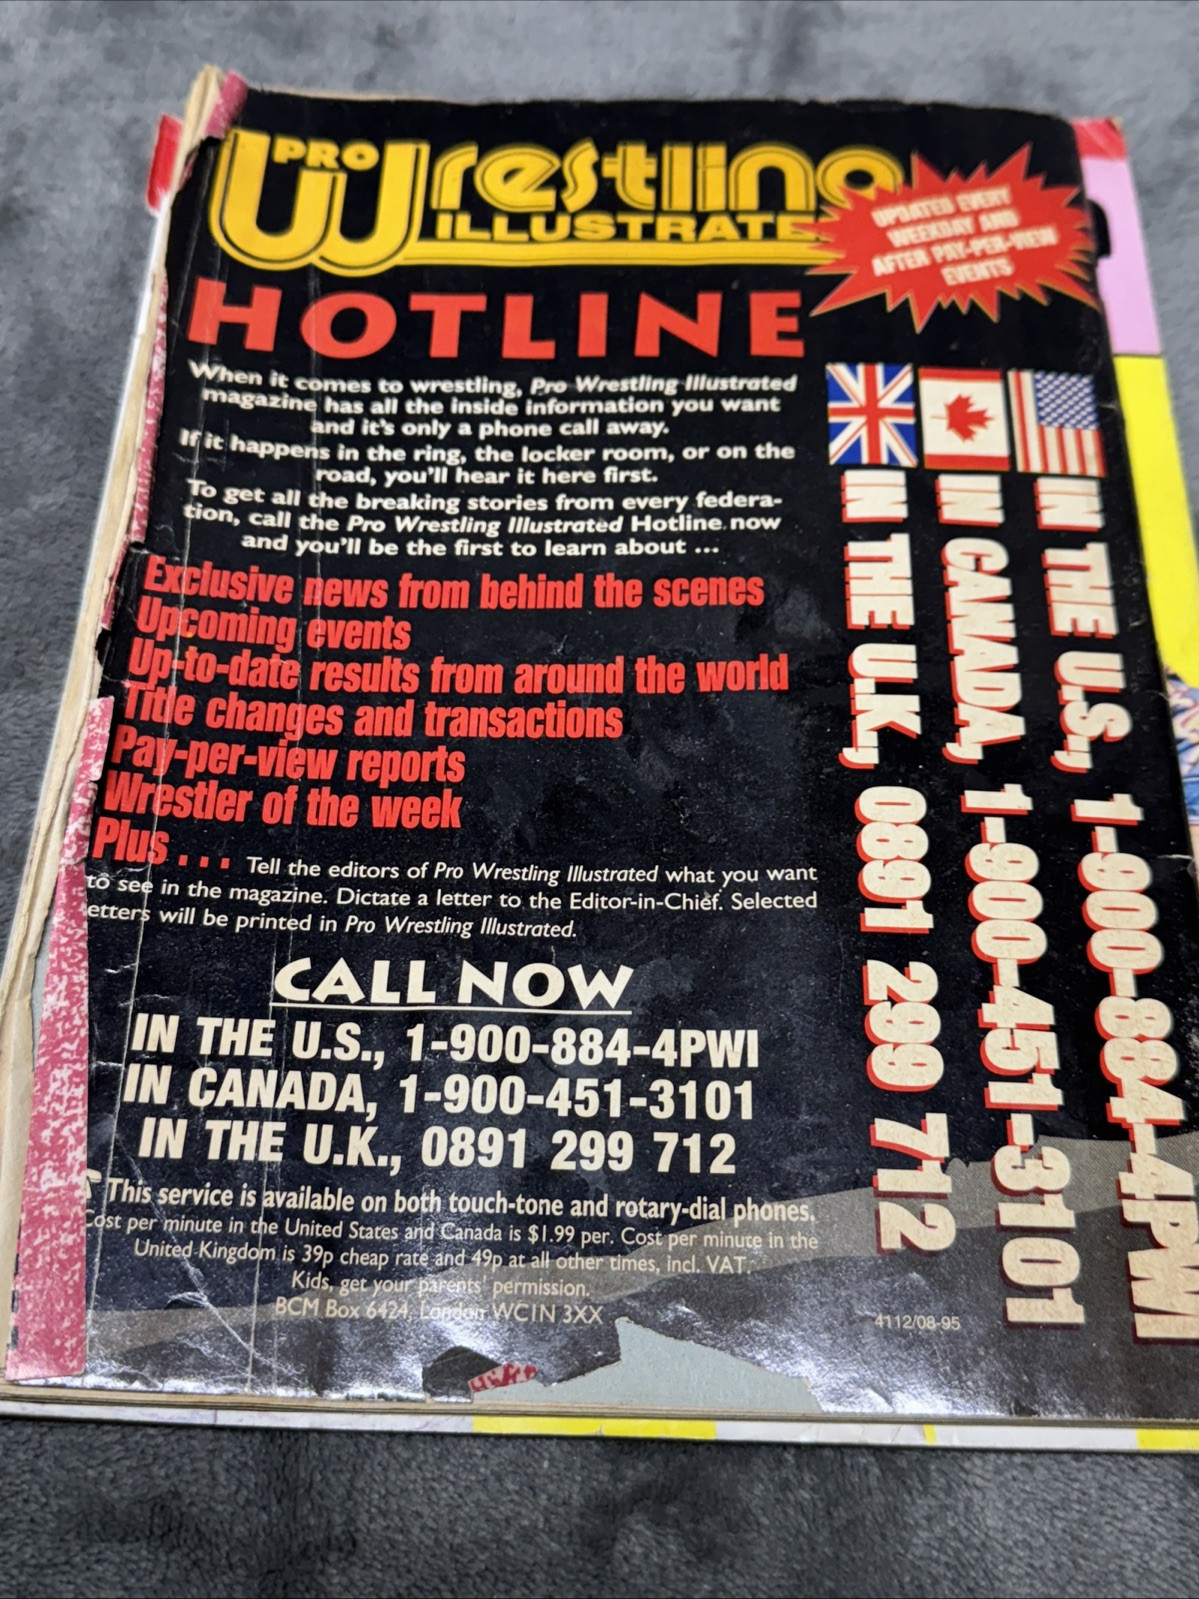 PRO Wrestling
ILLUSTRATE
UPDATED EVERY
WEEKDAY AND
AFTER PAY-PER-VIEW
EVENTS
HOTLINE
When it comes to wrestling, Pro Wrestling Illustrated
magazine has all the inside information you want
and it's only a phone call away.
If it happens in the ring, the locker room, or on the
road, you'll hear it here first.
To get all the breaking stories from every federa-
tion, call the Pro Wrestling Illustrated Hotline now
and you'll be the first to learn about ...
Exclusive news from behind the scenes
Upcoming events
Up-to-date results from around the world
Title changes and transactions
Pay-per-view reports
Wrestler of the week
Plus . . . Tell the editors of Pro Wrestling Illustrated what you want
to see in the magazine. Dictate a letter to the Editor-in-Chief. Selected
etters will be printed in Pro Wrestling Illustrated.
CALL NOW
IN THE U.S., 1-900-884-4PWI
IN CANADA, 1-900-451-3101
IN THE U.K., 0891 299 712
This service is available on both touch-tone and rotary-dial phones.
Cost per minute in the United States and Canada is $1.99 per. Cost per minute in the
United Kingdom is 39p cheap rate and 49p at all other times, incl. VAT.
Kids, get your parents' permission.
BCM Box 6424, London WC1N 3XX
4112/08-95
IN THE U.S., 1-900-884-4PWI
IN CANADA, 1-900-451-3101
IN THE U.K., 0891 299 712